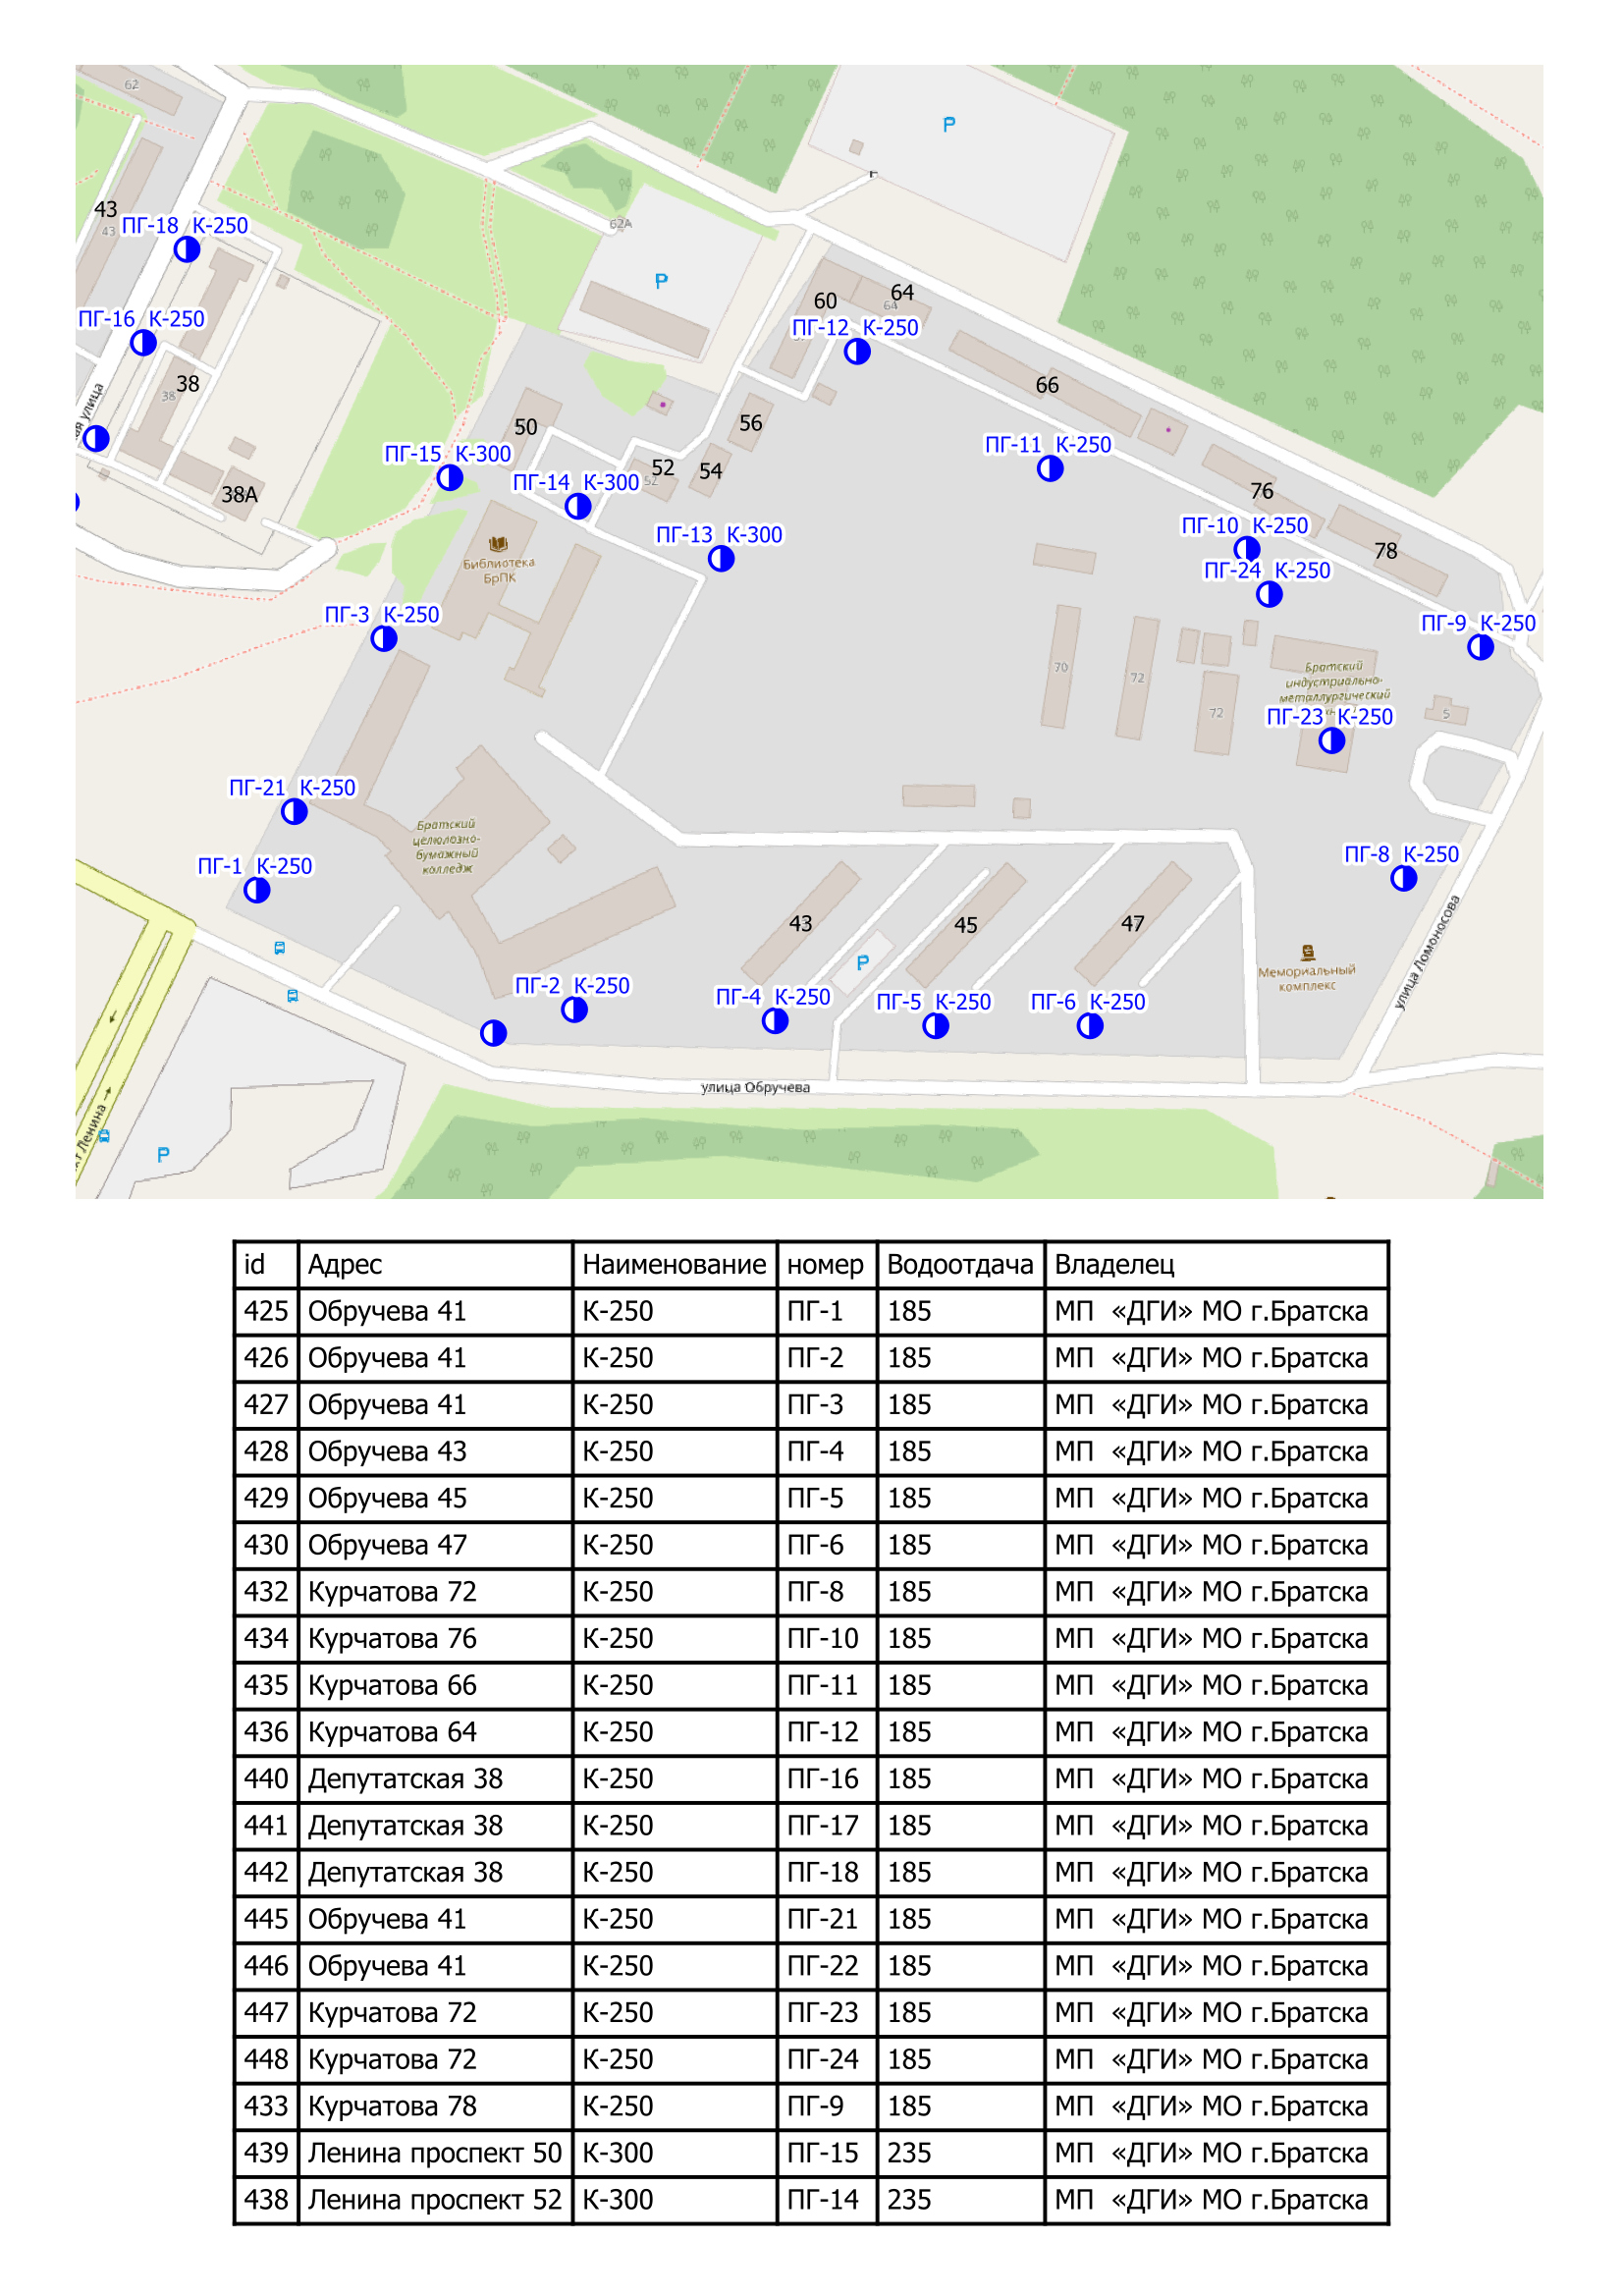 62
P
43
43
ПГ-18 К-250
62А
P
60
64
64
ПГ-12 К-250
ПГ-16 К-250
38
38
66
50
56
ПГ-15 К-300
52
54
52
ПГ-11 К-250
ПГ-14 К-300
76
38А
ПГ-10 К-250
ПГ-13 К-300
78
Библиотека
БрПК
ПГ-24 К-250
ПГ-3 К-250
ПГ-9 К-250
70
72
72
Братский
индустриально-
металлургический
5
ПГ-23 К-250
ПГ-21 К-250
Братский
целюлозно-
бумажный
колледж
ПГ-1 К-250
ПГ-8 К-250
43
45
47
P
улица Ломоносова
Мемориальный
комплекс
ПГ-2 К-250
ПГ-4 К-250
ПГ-5 К-250
ПГ-6 К-250
улица Обручева
Ленина
P
id Адрес Наименование номер Водоотдача Владелец
425 Обручева 41 К-250 ПГ-1 185 МП «ДГИ» МО г.Братска
426 Обручева 41 К-250 ПГ-2 185 МП «ДГИ» МО г.Братска
427 Обручева 41 К-250 ПГ-3 185 МП «ДГИ» МО г.Братска
428 Обручева 43 К-250 ПГ-4 185 МП «ДГИ» МО г.Братска
429 Обручева 45 К-250 ПГ-5 185 МП «ДГИ» МО г.Братска
430 Обручева 47 К-250 ПГ-6 185 МП «ДГИ» МО г.Братска
432 Курчатова 72 К-250 ПГ-8 185 МП «ДГИ» МО г.Братска
434 Курчатова 76 К-250 ПГ-10 185 МП «ДГИ» МО г.Братска
435 Курчатова 66 К-250 ПГ-11 185 МП «ДГИ» МО г.Братска
436 Курчатова 64 К-250 ПГ-12 185 МП «ДГИ» МО г.Братска
440 Депутатская 38 К-250 ПГ-16 185 МП «ДГИ» МО г.Братска
441 Депутатская 38 К-250 ПГ-17 185 МП «ДГИ» МО г.Братска
442 Депутатская 38 К-250 ПГ-18 185 МП «ДГИ» МО г.Братска
445 Обручева 41 К-250 ПГ-21 185 МП «ДГИ» МО г.Братска
446 Обручева 41 К-250 ПГ-22 185 МП «ДГИ» МО г.Братска
447 Курчатова 72 К-250 ПГ-23 185 МП «ДГИ» МО г.Братска
448 Курчатова 72 К-250 ПГ-24 185 МП «ДГИ» МО г.Братска
433 Курчатова 78 К-250 ПГ-9 185 МП «ДГИ» МО г.Братска
439 Ленина проспект 50 К-300 ПГ-15 235 МП «ДГИ» МО г.Братска
438 Ленина проспект 52 К-300 ПГ-14 235 МП «ДГИ» МО г.Братска